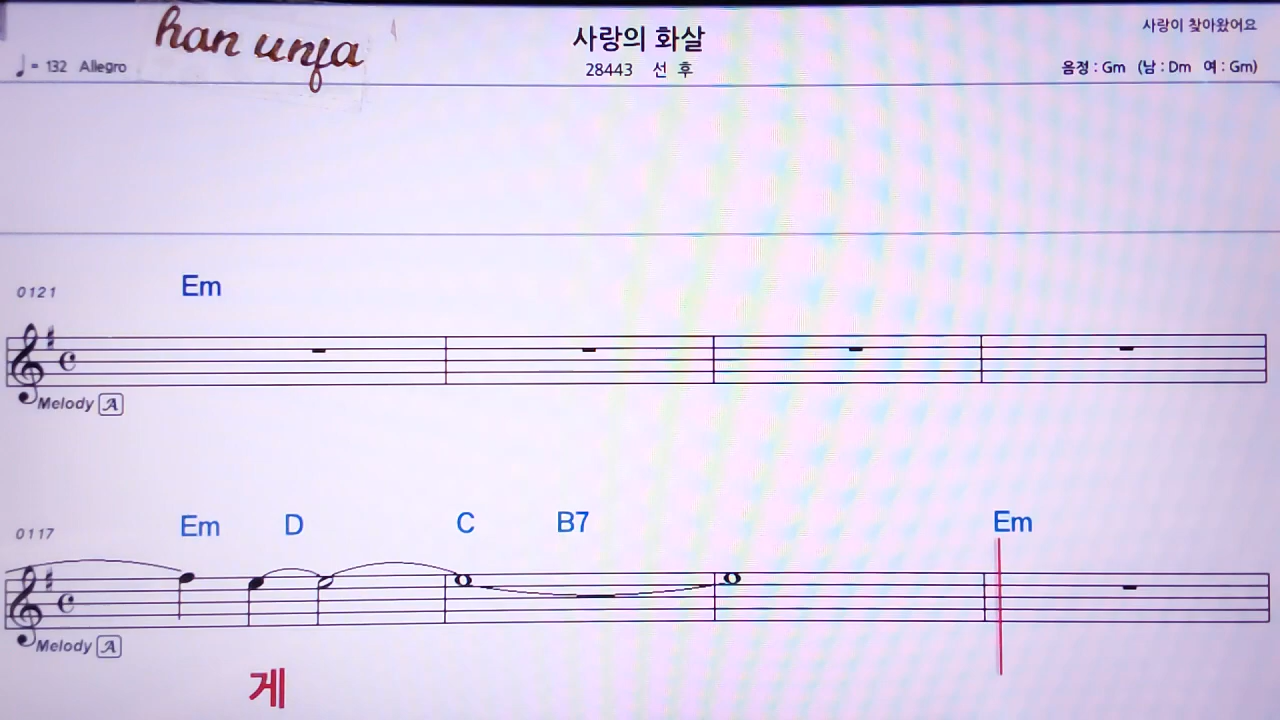 han unfa
사랑의 화살
사랑이 찾아왔어요
♩= 132 Allegro
28443 선 후
음정 : Gm (남 : Dm 여 : Gm)
0121
Em
Melody A
0117
Em D C B7 Em
Melody A
게